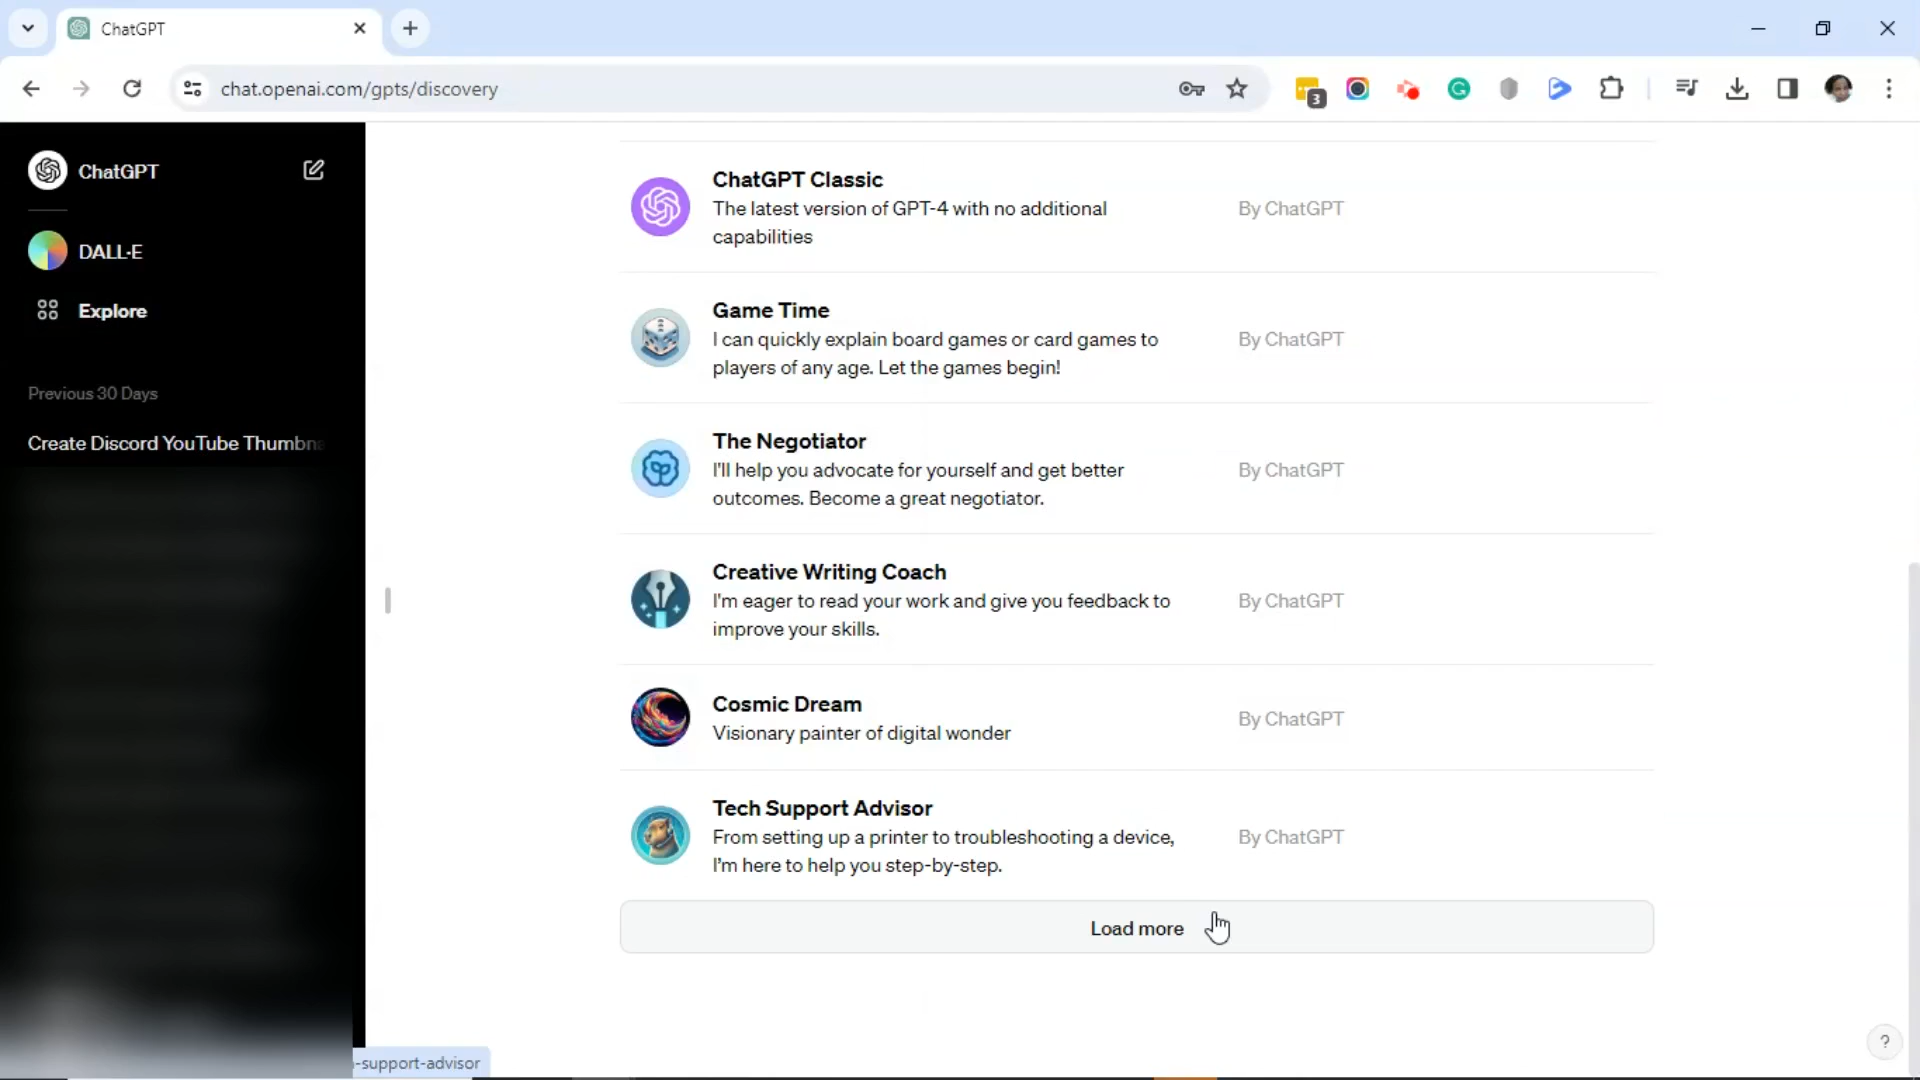 ChatGPT
chat.openai.com/gpts/discovery
3
ChatGPT
DALL·E
Explore
Previous 30 Days
Create Discord YouTube
ChatGPT Classic
The latest version of GPT-4 with no additional
capabilities
By ChatGPT
Game Time
I can quickly explain board games or card games to
players of any age. Let the games begin!
By ChatGPT
The Negotiator
I'll help you advocate for yourself and get better
outcomes. Become a great negotiator.
By ChatGPT
Creative Writing Coach
I'm eager to read your work and give you feedback to
improve your skills.
By ChatGPT
Cosmic Dream
Visionary painter of digital wonder
By ChatGPT
Tech Support Advisor
From setting up a printer to troubleshooting a device,
I'm here to help you step-by-step.
By ChatGPT
Load more
?
-support-advisor